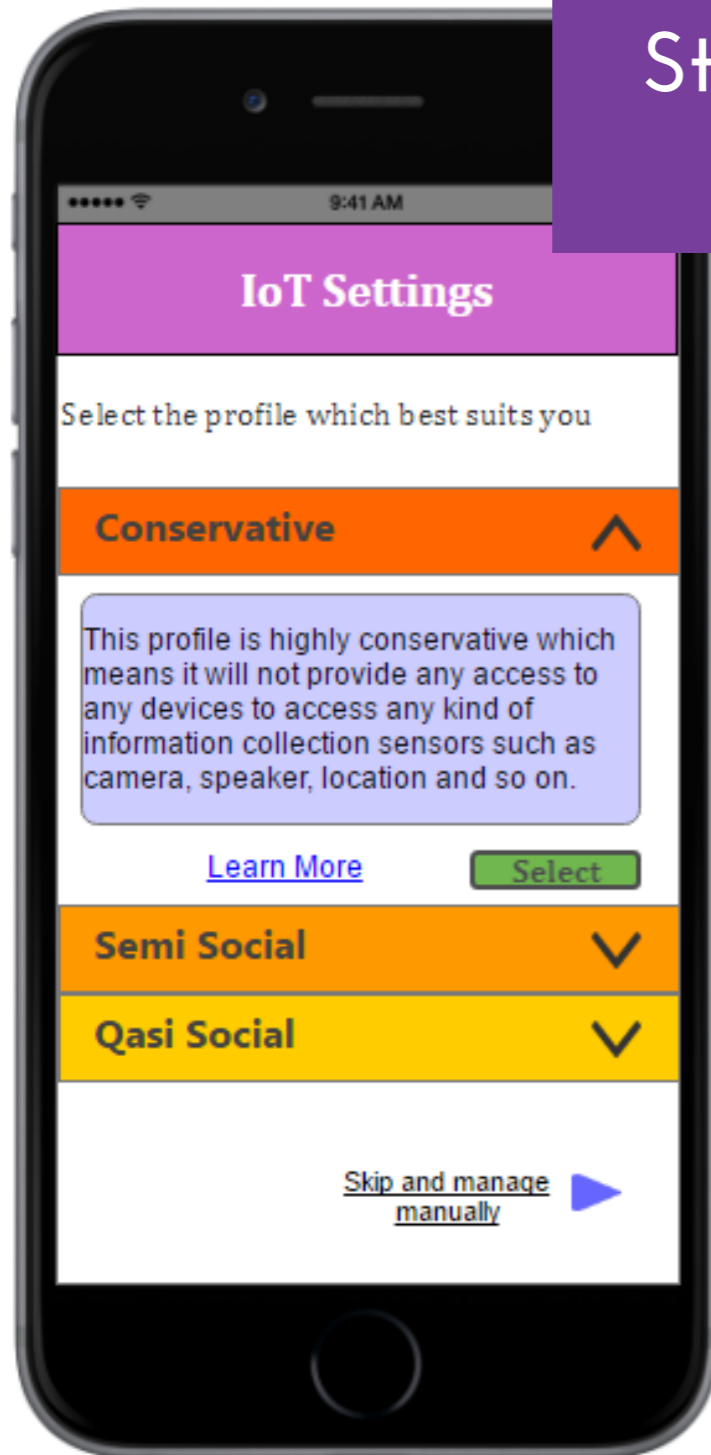 St
9:41 AM
IoT Settings
Select the profile which best suits you
Conservative
This profile is highly conservative which
means it will not provide any access to
any devices to access any kind of
information collection sensors such as
camera, speaker, location and so on.
Learn More
Select
Semi Social
Qasi Social
Skip and manage
manually